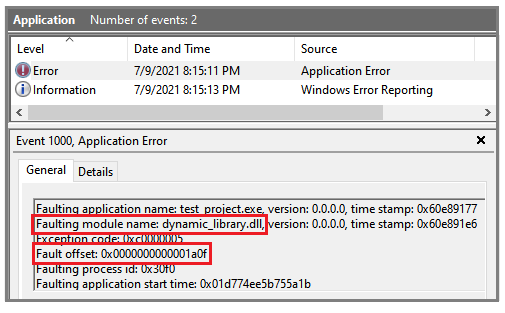 Application Number of events: 2
Level Date and Time Source
Error 7/9/2021 8:15:11 PM Application Error
Information 7/9/2021 8:15:13 PM Windows Error Reporting
Event 1000, Application Error
General Details
Faulting application name: test_project.exe, version: 0.0.0.0, time stamp: 0x60e89177
Faulting module name: dynamic_library.dll, version: 0.0.0.0, time stamp: 0x60e891e6
Exception code: 0xc0000005
Fault offset: 0x0000000000001a0f
Faulting process id: 0x30f0
Faulting application start time: 0x01d774ee5b755a1b